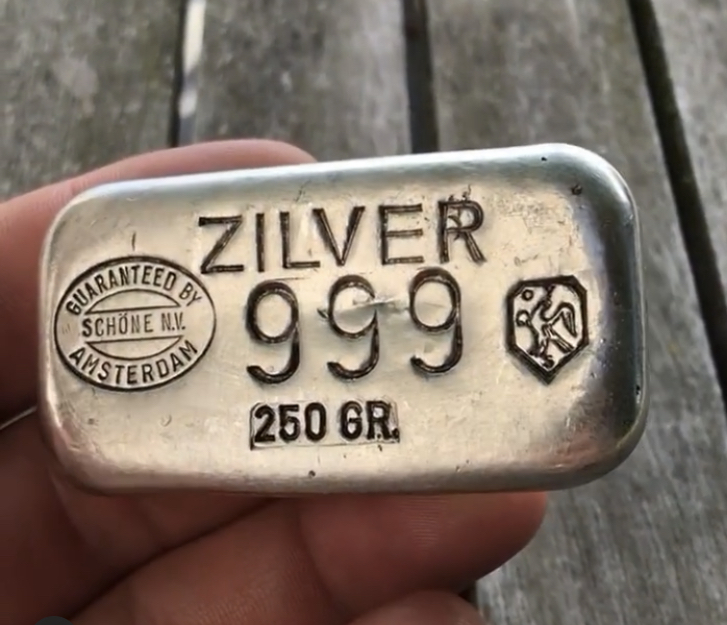 ZILVER
999
250 GR.
GUARANTEED BY
SCHÖNE N.V.
AMSTERDAM